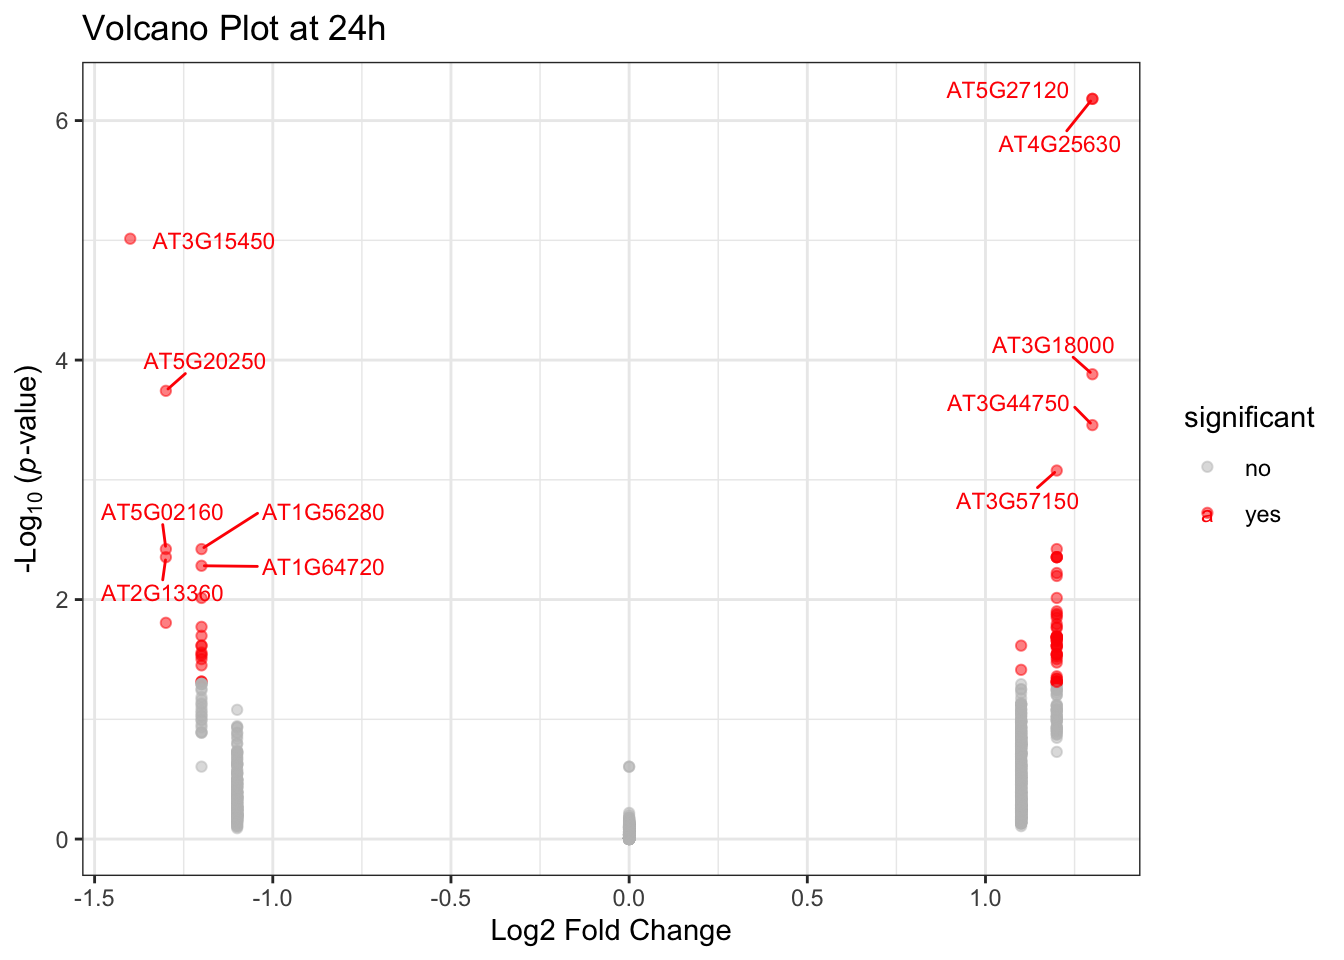 Volcano Plot at 24h
-Log10 (p-value)
6
4
2
0
AT5G27120
AT4G25630
AT3G15450
AT3G18000
AT5G20250
AT3G44750
AT3G57150
AT5G02160
AT1G56280
AT1G64720
AT2G13360
-1.5
-1.0
-0.5
0.0
0.5
1.0
Log2 Fold Change
significant
no
a yes